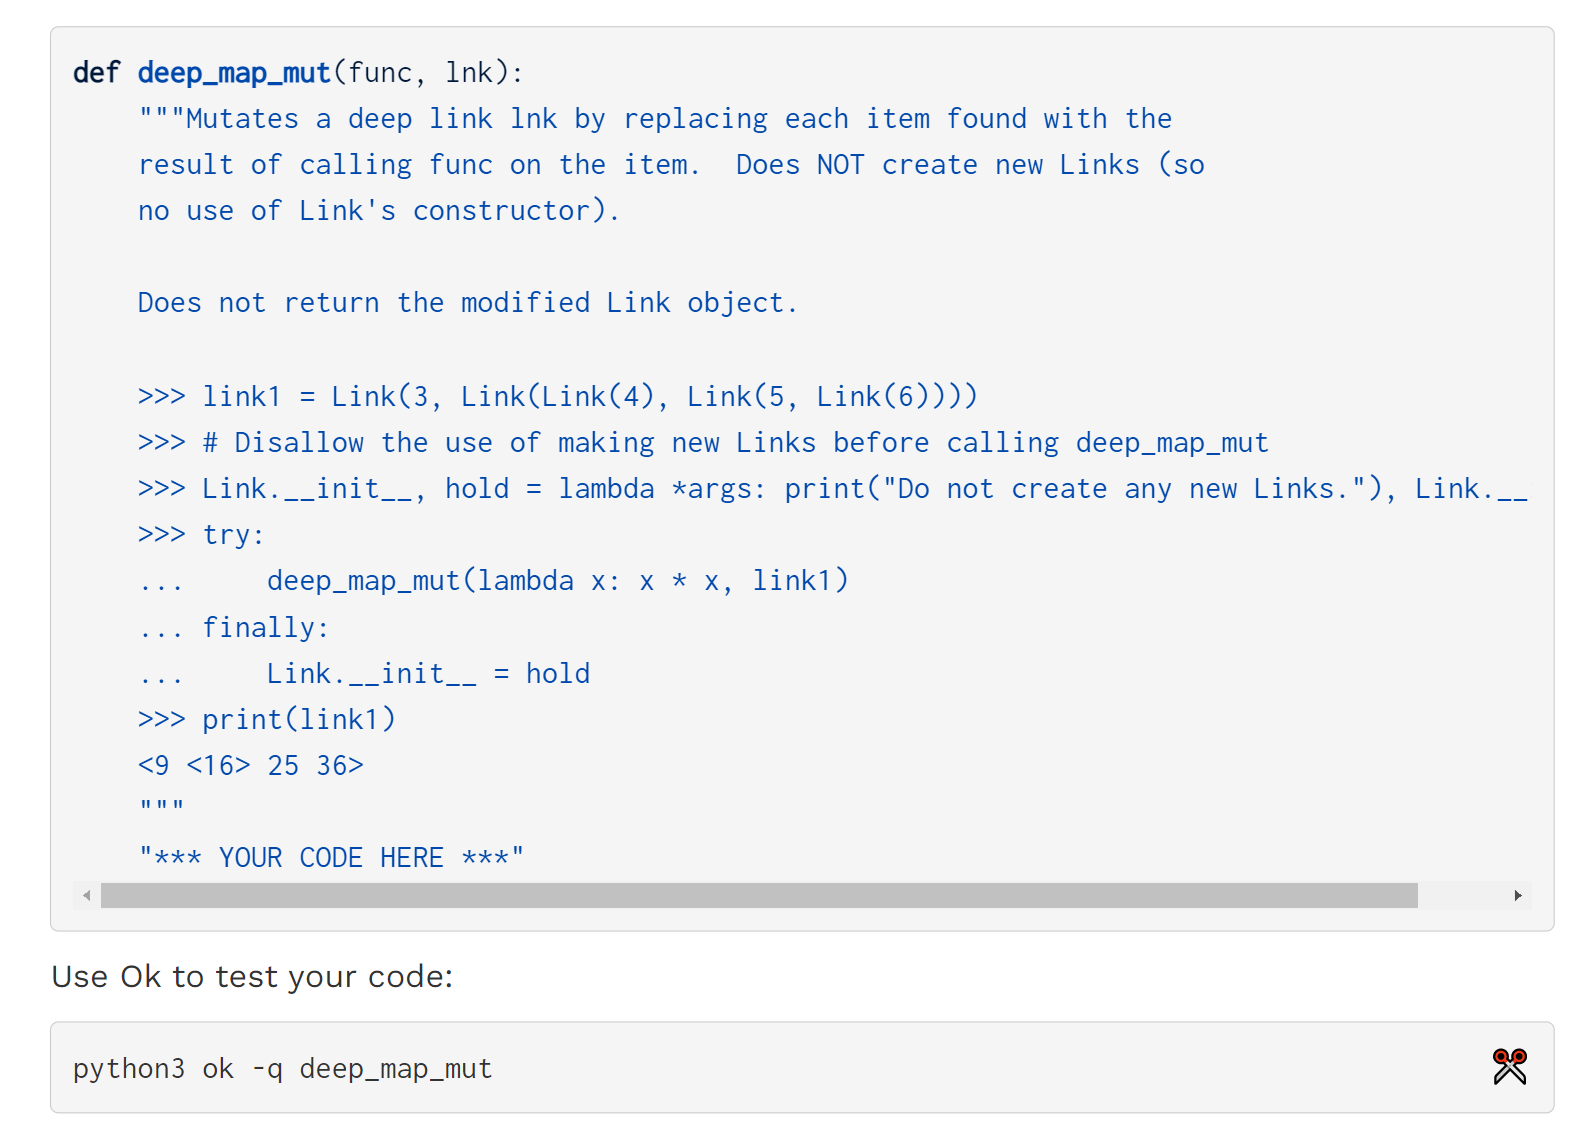 def deep_map_mut(func, lnk):
    """Mutates a deep link lnk by replacing each item found with the
    result of calling func on the item.  Does NOT create new Links (so
    no use of Link's constructor).

    Does not return the modified Link object.

    >>> link1 = Link(3, Link(Link(4), Link(5, Link(6))))
    >>> # Disallow the use of making new Links before calling deep_map_mut
    >>> Link.__init__, hold = lambda *args: print("Do not create any new Links."), Link.__
    >>> try:
    ...     deep_map_mut(lambda x: x * x, link1)
    ... finally:
    ...     Link.__init__ = hold
    >>> print(link1)
    <9 <16> 25 36>
    """
    "*** YOUR CODE HERE ***"
Use Ok to test your code:
python3 ok -q deep_map_mut